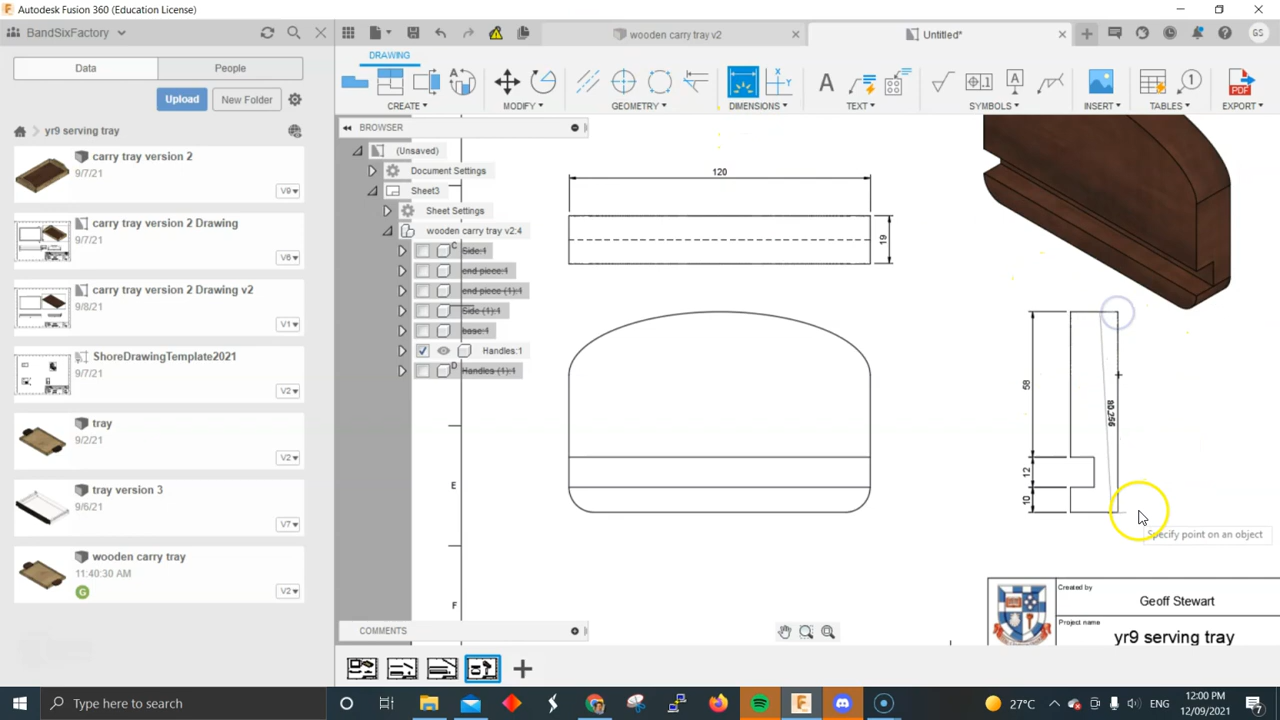 Autodesk Fusion 360 (Education License)
BandSixFactory
wooden carry tray v2
Untitled*
GS
DRAWING
Data
People
Upload
New Folder
CREATE
MODIFY
GEOMETRY
DIMENSIONS
TEXT
SYMBOLS
INSERT
TABLES
EXPORT
BROWSER
yr9 serving tray
(Unsaved)
Document Settings
Sheet3
Sheet Settings
wooden carry tray v2:4
Side:1
end piece:1
end piece (1):1
Side (1):1
base:1
Handles:1
Handles (1):1
carry tray version 2
9/7/21
V9
carry tray version 2 Drawing
9/7/21
V6
carry tray version 2 Drawing v2
9/8/21
V1
ShoreDrawingTemplate2021
9/7/21
V2
tray
9/2/21
V2
tray version 3
9/6/21
V7
wooden carry tray
11:40:30 AM
G
V2
C
D
E
F
120
19
58
12
10
80.256
Specify point on an object
Created by
Geoff Stewart
Project name
yr9 serving tray
COMMENTS
Type here to search
27°C
ENG
12:00 PM
12/09/2021